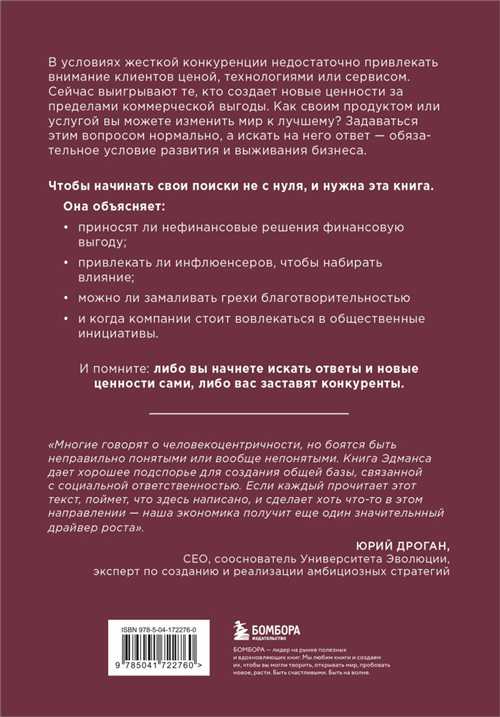 В условиях жесткой конкуренции недостаточно привлекать
внимание клиентов ценой, технологиями или сервисом.
Сейчас выигрывают те, кто создает новые ценности за
пределами коммерческой выгоды. Как своим продуктом или
услугой вы можете изменить мир к лучшему? Задаваться
этим вопросом нормально, а искать на него ответ — обяза-
тельное условие развития и выживания бизнеса.
Чтобы начинать свои поиски не с нуля, и нужна эта книга.
Она объясняет:
• приносят ли нефинансовые решения финансовую
выгоду;
• привлекать ли инфлюенсеров, чтобы набирать
влияние;
• можно ли замаливать грехи благотворительностью
• и когда компании стоит вовлекаться в общественные
инициативы.
И помните: либо вы начнете искать ответы и новые
ценности сами, либо вас заставят конкуренты.
«Многие говорят о человекоцентричности, но боятся быть
неправильно понятыми или вообще непонятыми. Книга Эдманса
дает хорошее подспорье для создания общей базы, связанной
с социальной ответственностью. Если каждый прочитает этот
текст, поймет, что здесь написано, и сделает хоть что-то в этом
направлении — наша экономика получит еще один значительнный
драйвер роста».
ЮРИЙ ДРОГАН,
СЕО, сооснователь Университета Эволюции,
эксперт по созданию и реализации амбициозных стратегий
ISBN 978-5-04-172276-0
9 785041 722760 >
БОМБОРА
ИЗДАТЕЛЬСТВО
БОМБОРА — лидер на рынке полезных
и вдохновляющих книг. Мы любим книги и создаем
их, чтобы вы могли творить, открывать мир, пробовать
новое, расти. Быть счастливыми. Быть на волне.